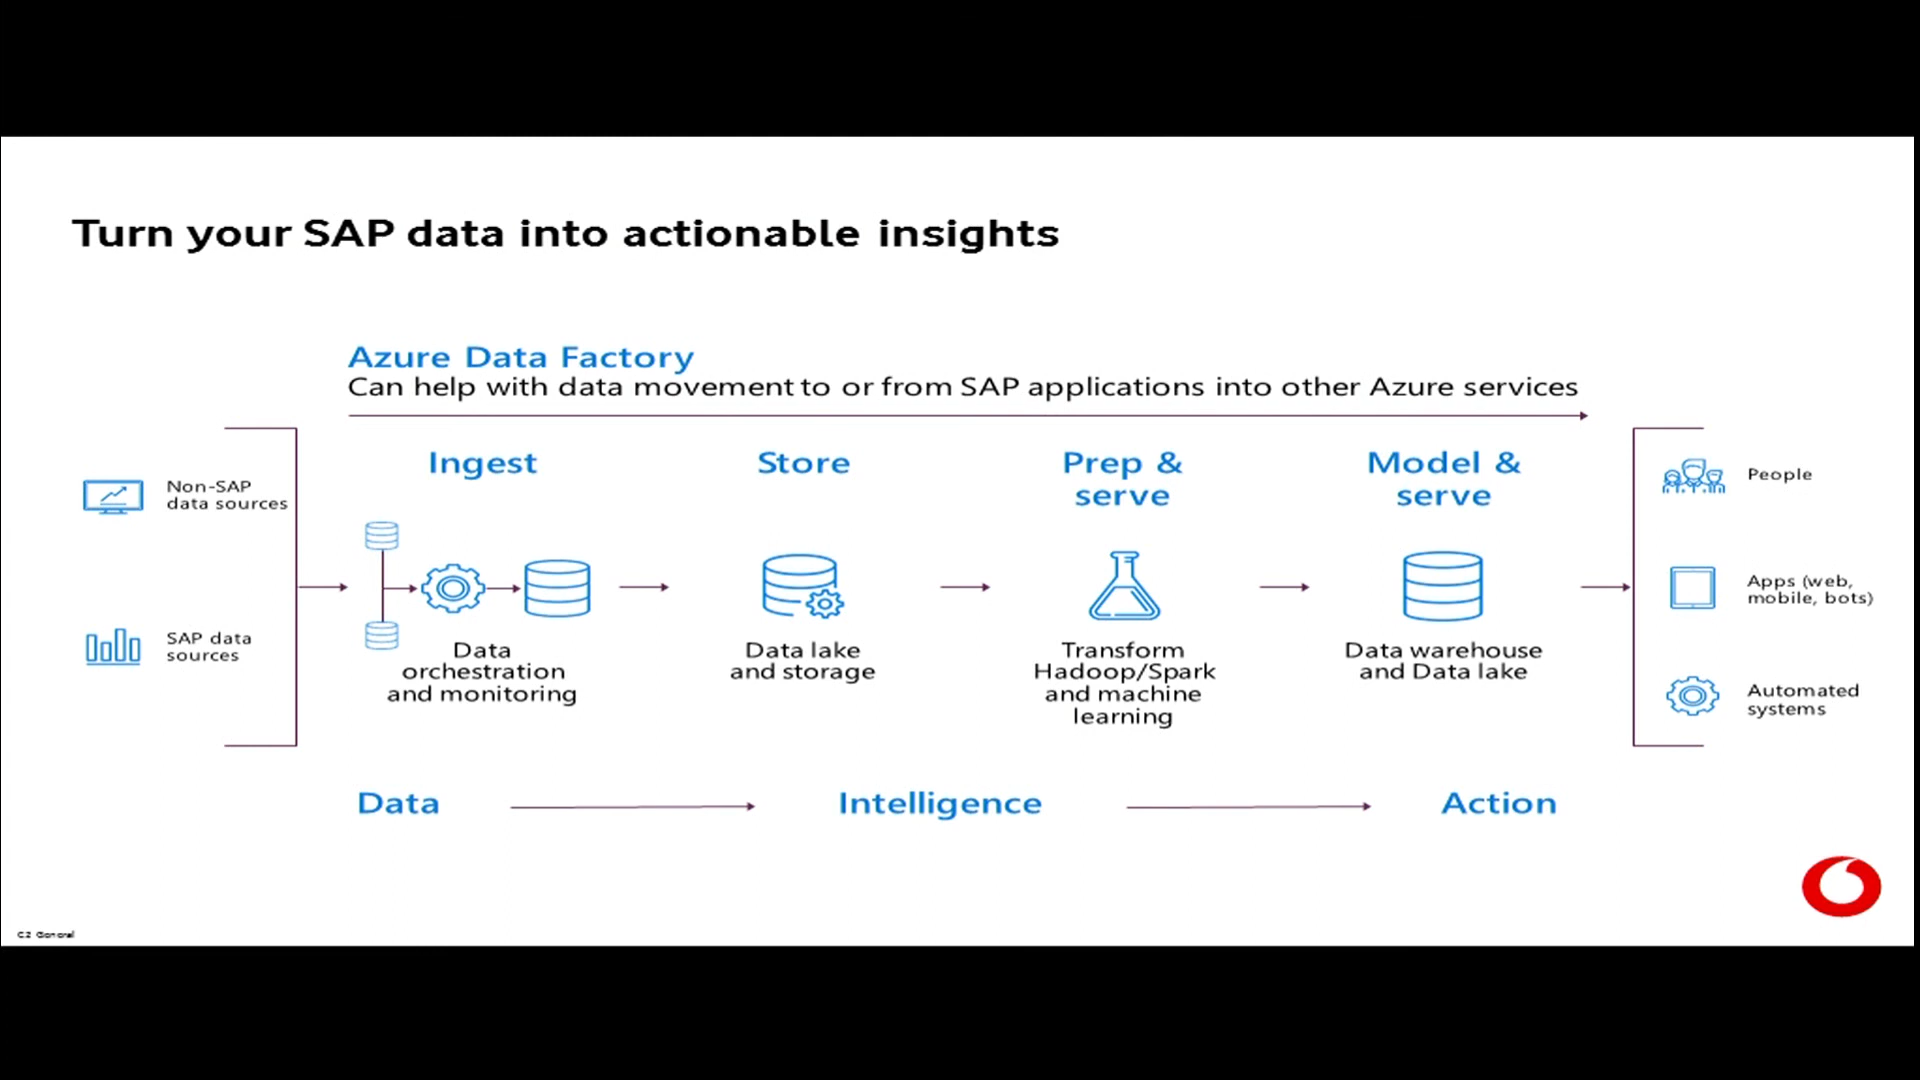 Turn your SAP data into actionable insights
Azure Data Factory
Can help with data movement to or from SAP applications into other Azure services
Non-SAP
data sources
SAP data
sources
Ingest
Data
orchestration
and monitoring
Store
Data lake
and storage
Prep &
serve
Transform
Hadoop/Spark
and machine
learning
Model &
serve
Data warehouse
and Data lake
People
Apps (web,
mobile, bots)
Automated
systems
Data
Intelligence
Action
C2 General